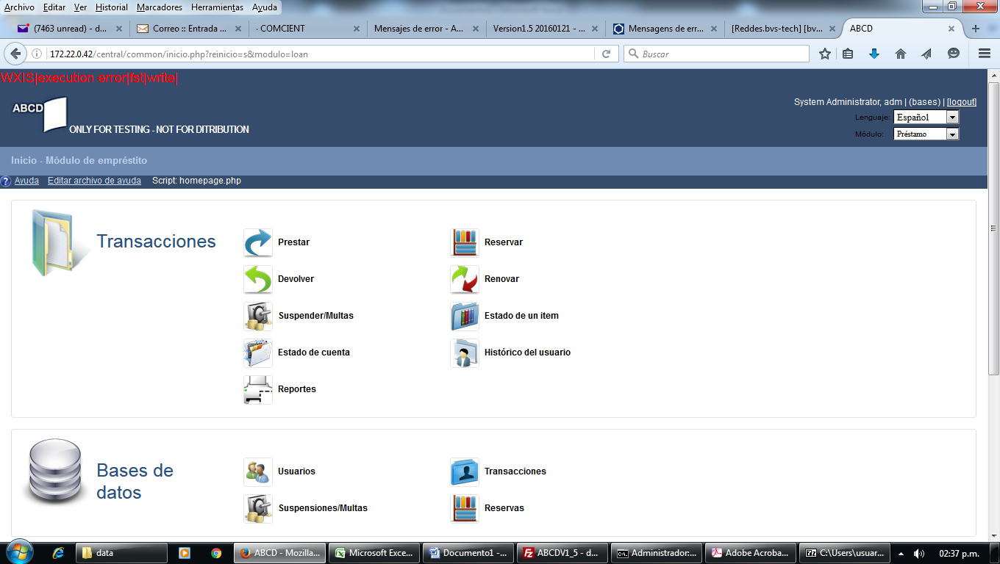 Archivo Editar Ver Historial Marcadores Herramientas Ayuda
(7463 unread) - d... Correo :: Entrada ... · COMCIENT Mensajes de error - A... Version1.5 20160121 - ... Mensagens de err... [Reddes.bvs-tech] [bv... ABCD
172.22.0.42/central/common/inicio.php?reinicio=s&modulo=loan Buscar
WXIS|execution error|fst|write|
ABCD
ONLY FOR TESTING - NOT FOR DITRIBUTION
System Administrator, adm | (bases) | [logout]
Lenguaje: Español
Módulo: Préstamo
Inicio - Módulo de empréstito
? Ayuda Editar archivo de ayuda Script: homepage.php
Transacciones
Prestar Reservar
Devolver Renovar
Suspender/Multas Estado de un item
Estado de cuenta Histórico del usuario
Reportes
Bases de
datos
Usuarios Transacciones
Suspensiones/Multas Reservas
data ABCD - Mozilla... Microsoft Exce... Documento1 -... ABCDV1_5 - d... Administrador:... Adobe Acroba... C:\Users\usuar... 02:37 p.m.